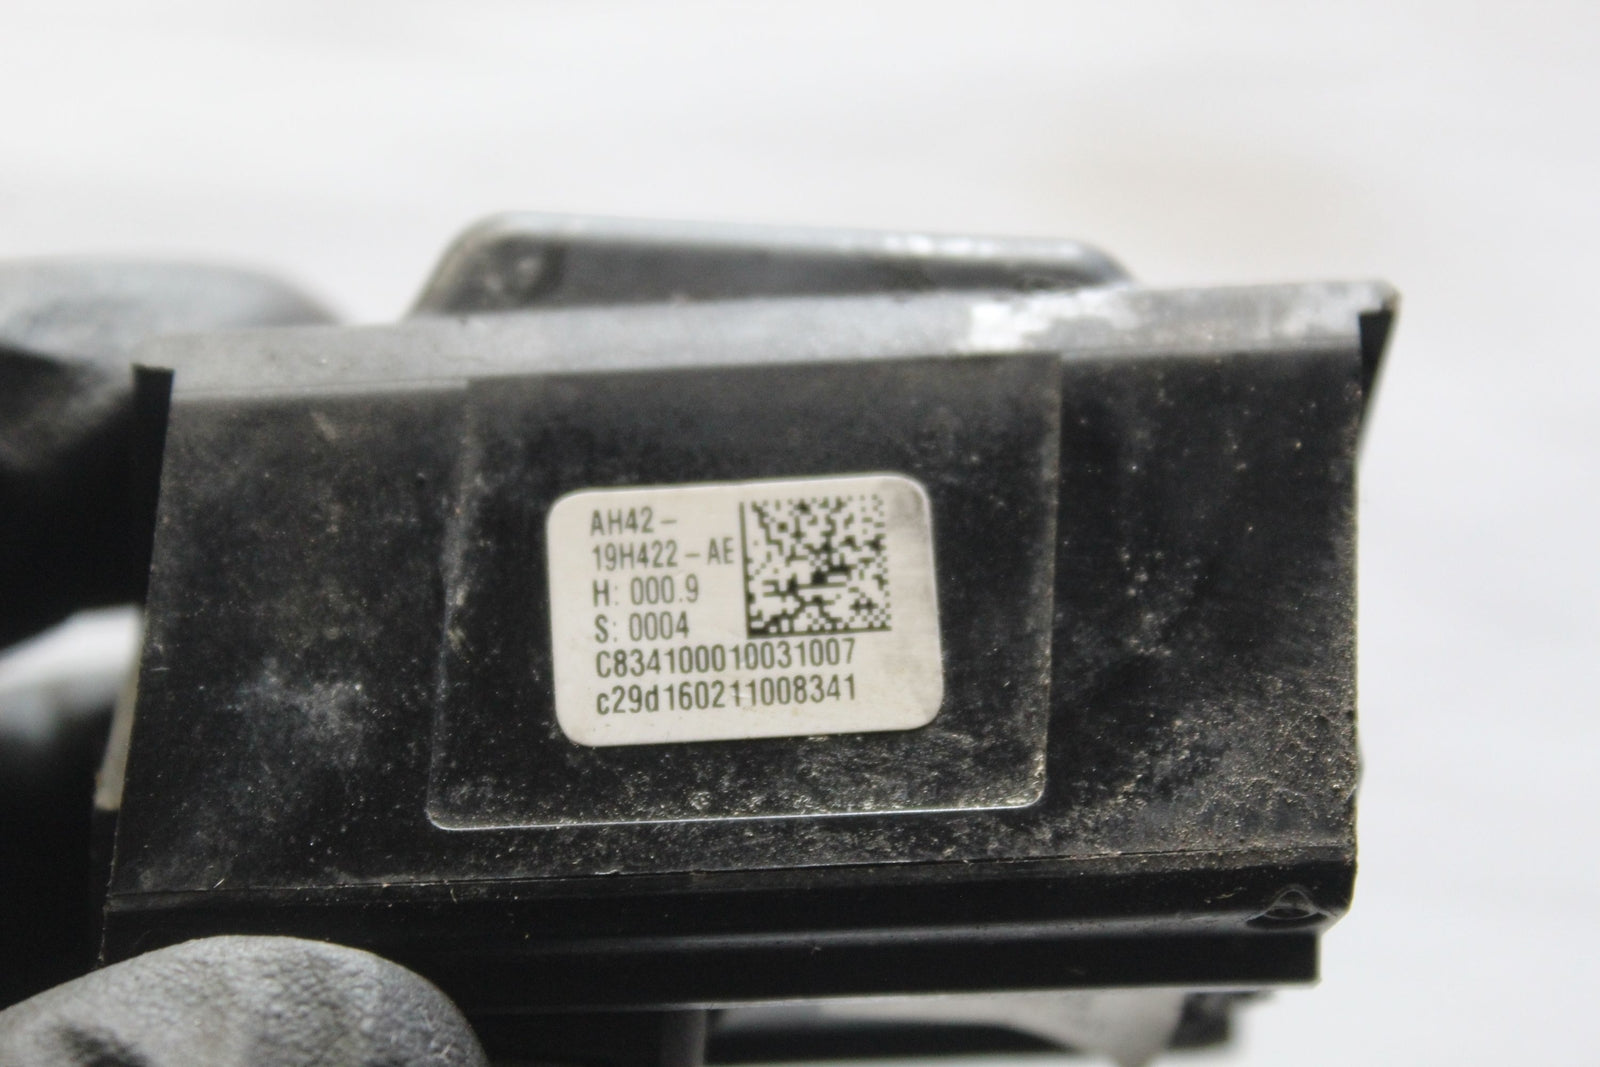 AH42-
19H422-AE
H: 000.9
S: 0004
C834100010031007
c29d160211008341